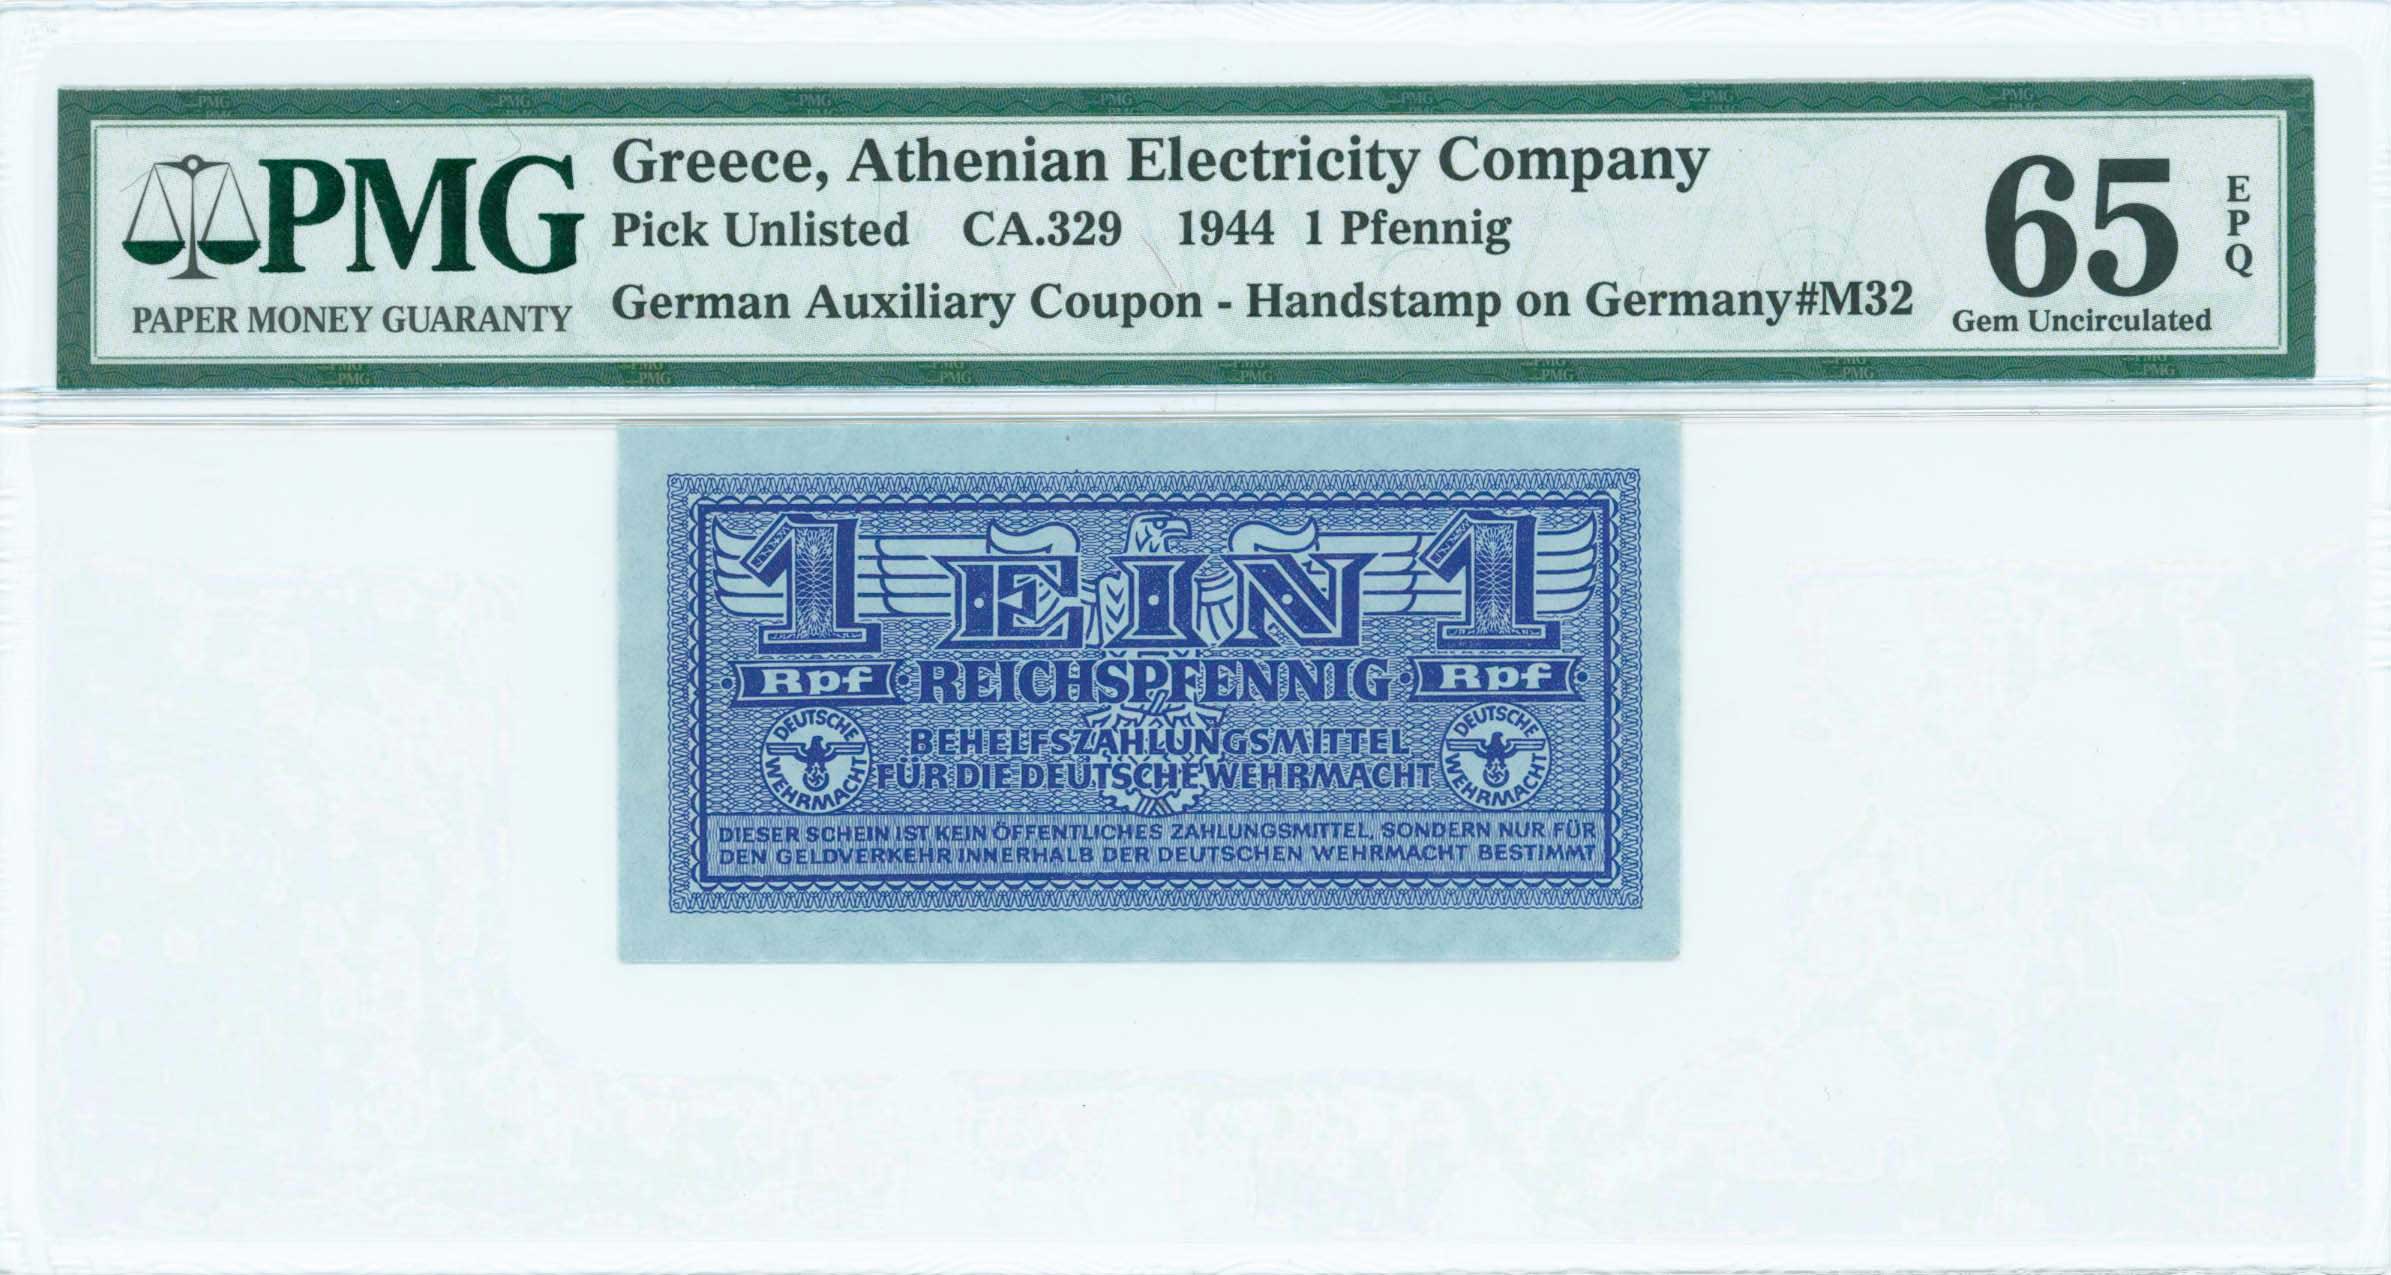 PMG
PAPER MONEY GUARANTY
Greece, Athenian Electricity Company
Pick Unlisted CA.329 1944 1 Pfennig
German Auxiliary Coupon - Handstamp on Germany#M32
65
EPQ
Gem Uncirculated
1 EIN 1
Rpf REICHSPFENNIG Rpf
DEUTSCHE WEHRMACHT
BEHELFSZAHLUNGSMITTEL
FÜR DIE DEUTSCHE WEHRMACHT
DEUTSCHE WEHRMACHT
DIESER SCHEIN IST KEIN ÖFFENTLICHES ZAHLUNGSMITTEL, SONDERN NUR FÜR
DEN GELDVERKEHR INNERHALB DER DEUTSCHEN WEHRMACHT BESTIMMT